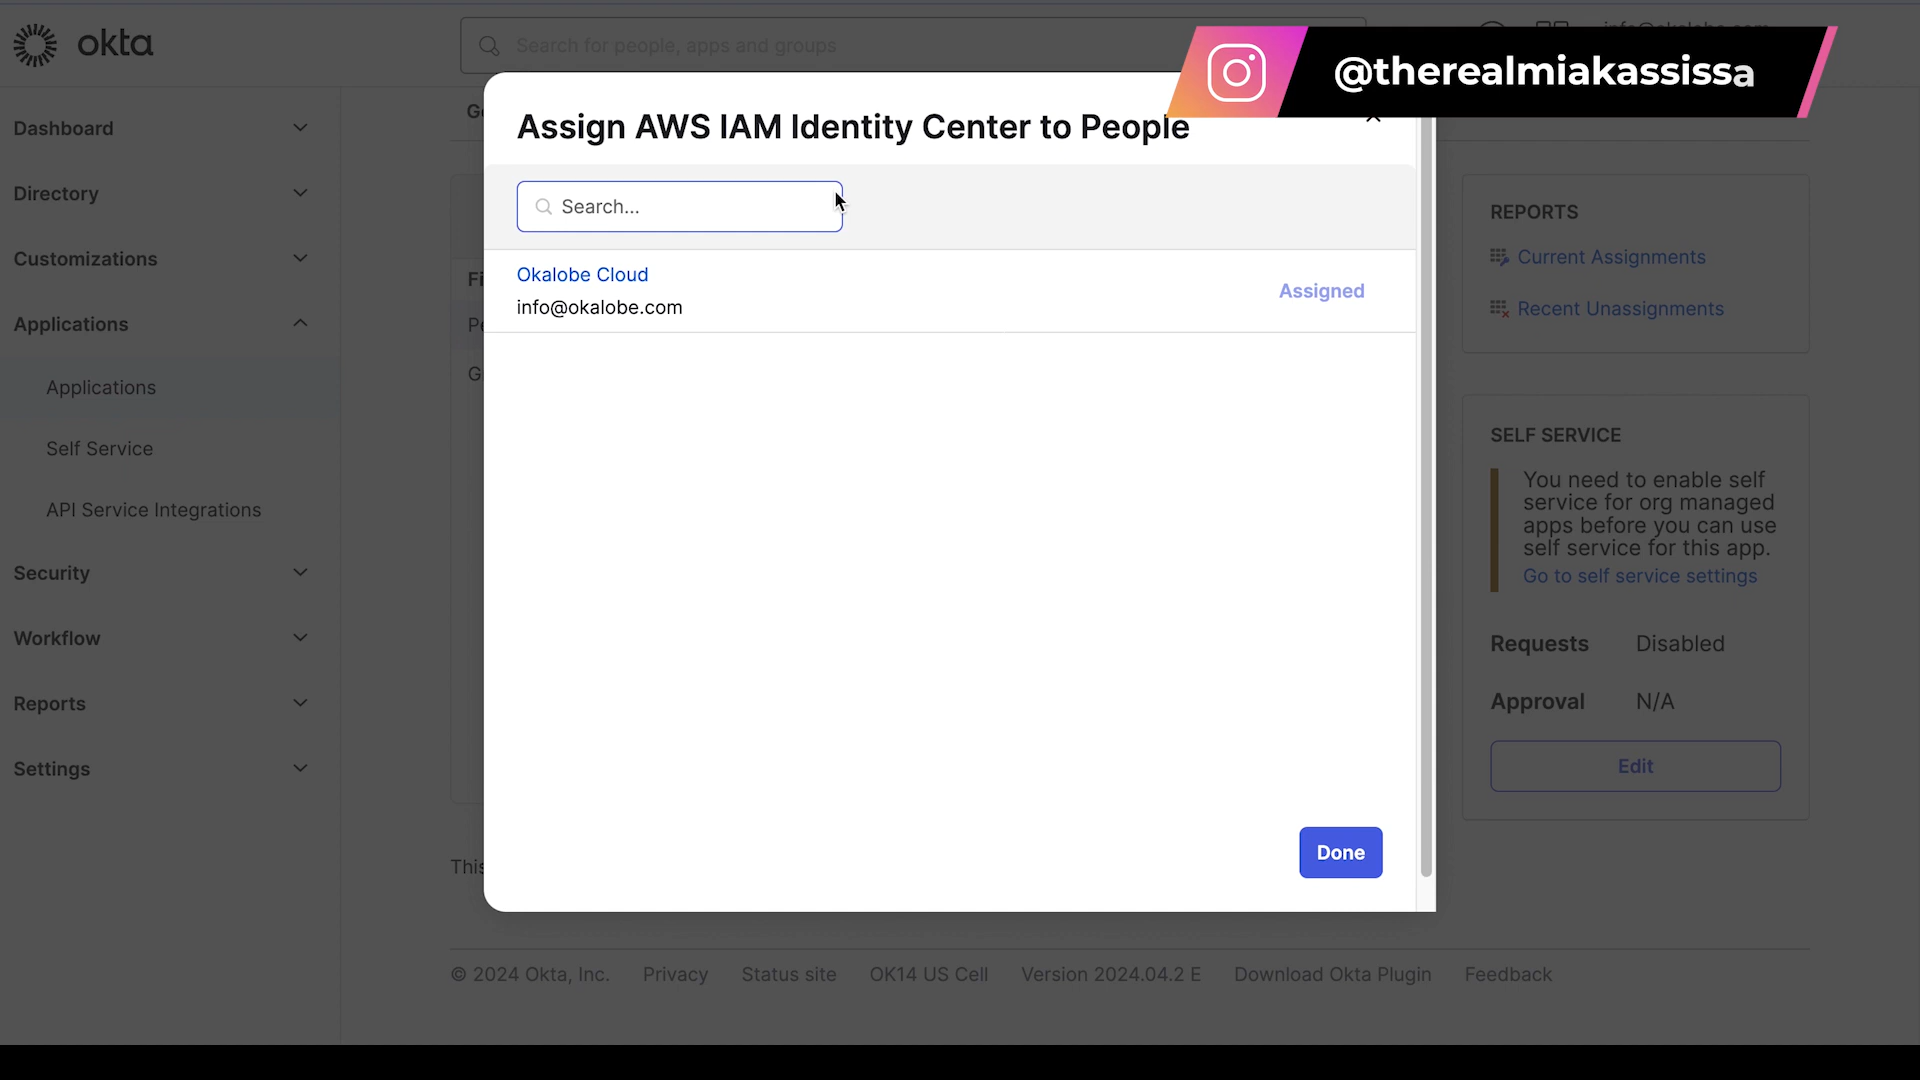 okta
Search for people, apps and groups
@therealmiakassissa
Dashboard
Directory
Customizations
Applications
Applications
Self Service
API Service Integrations
Security
Workflow
Reports
Settings
Assign AWS IAM Identity Center to People
Search...
Okalobe Cloud
info@okalobe.com
Assigned
Done
REPORTS
Current Assignments
Recent Unassignments
SELF SERVICE
You need to enable self
service for org managed
apps before you can use
self service for this app.
Go to self service settings
Requests Disabled
Approval N/A
Edit
This
© 2024 Okta, Inc. Privacy Status site OK14 US Cell Version 2024.04.2 E Download Okta Plugin Feedback